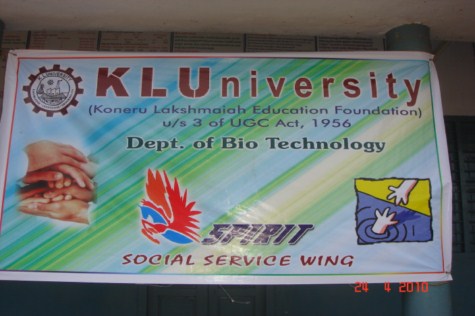 KLUniversity
(Koneru Lakshmaiah Education Foundation)
u/s 3 of UGC Act, 1956
Dept. of Bio Technology
SPIRIT
SOCIAL SERVICE WING
24 4 2010